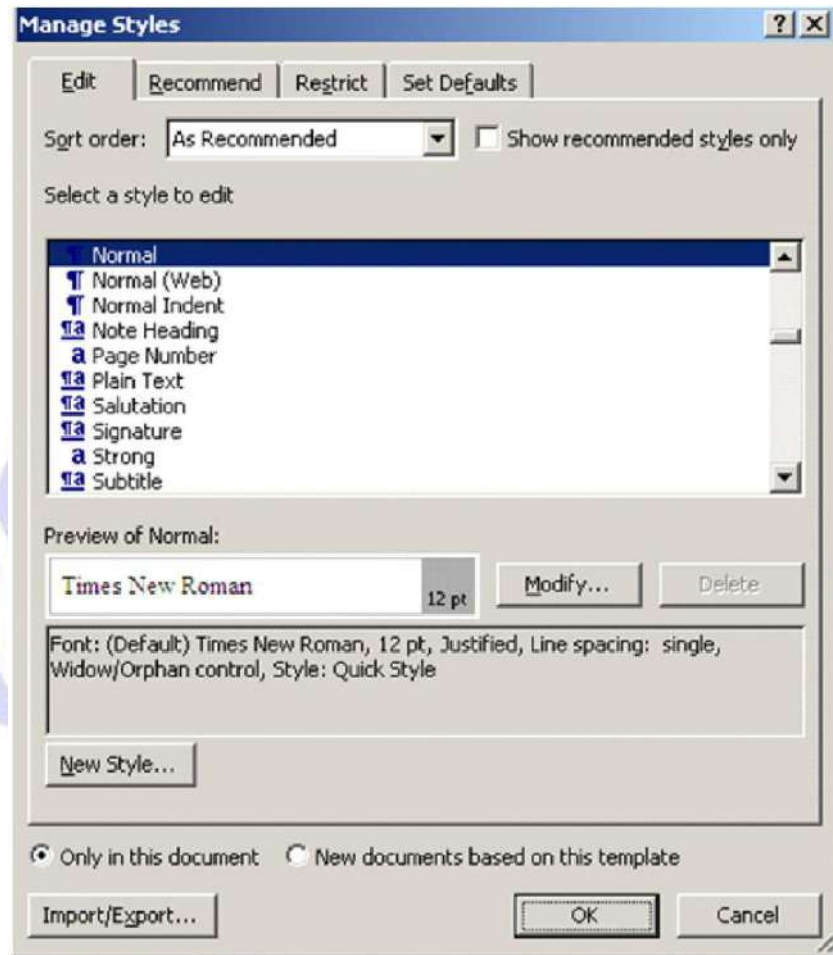 Manage Styles
Edit Recommend Restrict Set Defaults
Sort order: As Recommended Show recommended styles only
Select a style to edit
¶ Normal
¶ Normal (Web)
¶ Normal Indent
¶a Note Heading
a Page Number
¶a Plain Text
¶a Salutation
¶a Signature
a Strong
¶a Subtitle
Preview of Normal:
Times New Roman 12 pt Modify... Delete
Font: (Default) Times New Roman, 12 pt, Justified, Line spacing: single,
Widow/Orphan control, Style: Quick Style
New Style...
Only in this document New documents based on this template
Import/Export... OK Cancel